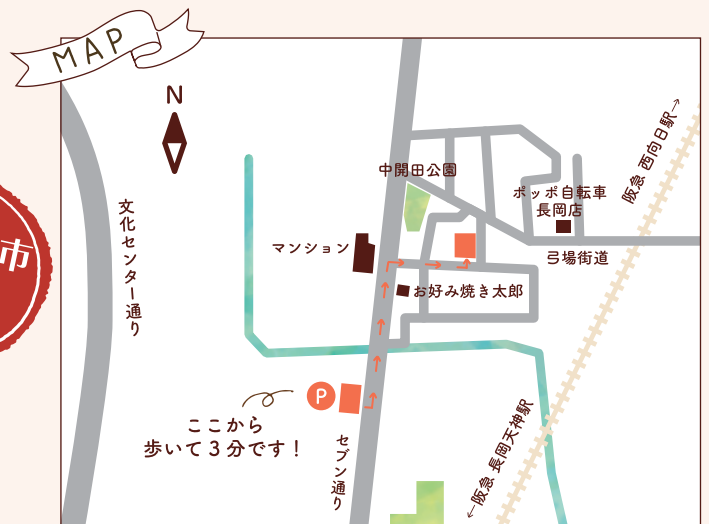 MAP
N
中開田公園
阪急 西向日駅→
ポッポ自転車
長岡店
文化センター通り
マンション
弓場街道
お好み焼き太郎
市
P
ここから
歩いて3分です！
セブン通り
←阪急 長岡天神駅